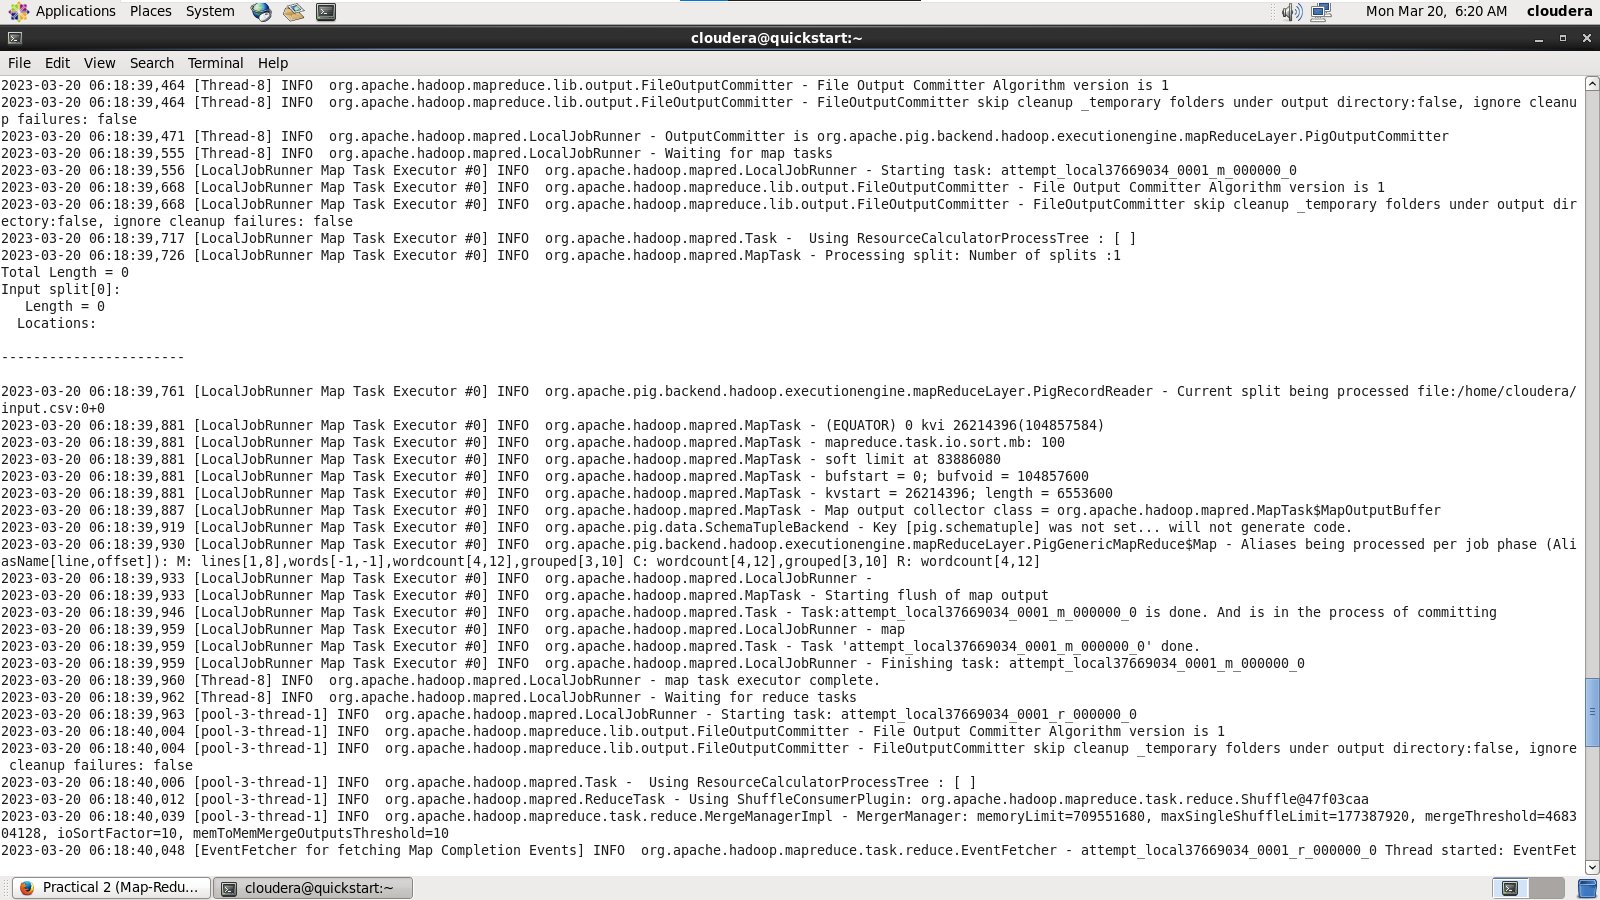 Applications Places System Mon Mar 20, 6:20 AM cloudera
cloudera@quickstart:~
File Edit View Search Terminal Help
2023-03-20 06:18:39,464 [Thread-8] INFO  org.apache.hadoop.mapreduce.lib.output.FileOutputCommitter - File Output Committer Algorithm version is 1
2023-03-20 06:18:39,464 [Thread-8] INFO  org.apache.hadoop.mapreduce.lib.output.FileOutputCommitter - FileOutputCommitter skip cleanup _temporary folders under output directory:false, ignore cleanu
p failures: false
2023-03-20 06:18:39,471 [Thread-8] INFO  org.apache.hadoop.mapred.LocalJobRunner - OutputCommitter is org.apache.pig.backend.hadoop.executionengine.mapReduceLayer.PigOutputCommitter
2023-03-20 06:18:39,555 [Thread-8] INFO  org.apache.hadoop.mapred.LocalJobRunner - Waiting for map tasks
2023-03-20 06:18:39,556 [LocalJobRunner Map Task Executor #0] INFO  org.apache.hadoop.mapred.LocalJobRunner - Starting task: attempt_local37669034_0001_m_000000_0
2023-03-20 06:18:39,668 [LocalJobRunner Map Task Executor #0] INFO  org.apache.hadoop.mapreduce.lib.output.FileOutputCommitter - File Output Committer Algorithm version is 1
2023-03-20 06:18:39,668 [LocalJobRunner Map Task Executor #0] INFO  org.apache.hadoop.mapreduce.lib.output.FileOutputCommitter - FileOutputCommitter skip cleanup _temporary folders under output dir
ectory:false, ignore cleanup failures: false
2023-03-20 06:18:39,717 [LocalJobRunner Map Task Executor #0] INFO  org.apache.hadoop.mapred.Task -  Using ResourceCalculatorProcessTree : [ ]
2023-03-20 06:18:39,726 [LocalJobRunner Map Task Executor #0] INFO  org.apache.hadoop.mapred.MapTask - Processing split: Number of splits :1
Total Length = 0
Input split[0]:
   Length = 0
  Locations:
-----------------------
2023-03-20 06:18:39,761 [LocalJobRunner Map Task Executor #0] INFO  org.apache.pig.backend.hadoop.executionengine.mapReduceLayer.PigRecordReader - Current split being processed file:/home/cloudera/
input.csv:0+0
2023-03-20 06:18:39,881 [LocalJobRunner Map Task Executor #0] INFO  org.apache.hadoop.mapred.MapTask - (EQUATOR) 0 kvi 26214396(104857584)
2023-03-20 06:18:39,881 [LocalJobRunner Map Task Executor #0] INFO  org.apache.hadoop.mapred.MapTask - mapreduce.task.io.sort.mb: 100
2023-03-20 06:18:39,881 [LocalJobRunner Map Task Executor #0] INFO  org.apache.hadoop.mapred.MapTask - soft limit at 83886080
2023-03-20 06:18:39,881 [LocalJobRunner Map Task Executor #0] INFO  org.apache.hadoop.mapred.MapTask - bufstart = 0; bufvoid = 104857600
2023-03-20 06:18:39,881 [LocalJobRunner Map Task Executor #0] INFO  org.apache.hadoop.mapred.MapTask - kvstart = 26214396; length = 6553600
2023-03-20 06:18:39,887 [LocalJobRunner Map Task Executor #0] INFO  org.apache.hadoop.mapred.MapTask - Map output collector class = org.apache.hadoop.mapred.MapTask$MapOutputBuffer
2023-03-20 06:18:39,919 [LocalJobRunner Map Task Executor #0] INFO  org.apache.pig.data.SchemaTupleBackend - Key [pig.schematuple] was not set... will not generate code.
2023-03-20 06:18:39,930 [LocalJobRunner Map Task Executor #0] INFO  org.apache.pig.backend.hadoop.executionengine.mapReduceLayer.PigGenericMapReduce$Map - Aliases being processed per job phase (Ali
asName[line,offset]): M: lines[1,8],words[-1,-1],wordcount[4,12],grouped[3,10] C: wordcount[4,12],grouped[3,10] R: wordcount[4,12]
2023-03-20 06:18:39,933 [LocalJobRunner Map Task Executor #0] INFO  org.apache.hadoop.mapred.LocalJobRunner -
2023-03-20 06:18:39,933 [LocalJobRunner Map Task Executor #0] INFO  org.apache.hadoop.mapred.MapTask - Starting flush of map output
2023-03-20 06:18:39,946 [LocalJobRunner Map Task Executor #0] INFO  org.apache.hadoop.mapred.Task - Task:attempt_local37669034_0001_m_000000_0 is done. And is in the process of committing
2023-03-20 06:18:39,959 [LocalJobRunner Map Task Executor #0] INFO  org.apache.hadoop.mapred.LocalJobRunner - map
2023-03-20 06:18:39,959 [LocalJobRunner Map Task Executor #0] INFO  org.apache.hadoop.mapred.Task - Task 'attempt_local37669034_0001_m_000000_0' done.
2023-03-20 06:18:39,959 [LocalJobRunner Map Task Executor #0] INFO  org.apache.hadoop.mapred.LocalJobRunner - Finishing task: attempt_local37669034_0001_m_000000_0
2023-03-20 06:18:39,960 [Thread-8] INFO  org.apache.hadoop.mapred.LocalJobRunner - map task executor complete.
2023-03-20 06:18:39,962 [Thread-8] INFO  org.apache.hadoop.mapred.LocalJobRunner - Waiting for reduce tasks
2023-03-20 06:18:39,963 [pool-3-thread-1] INFO  org.apache.hadoop.mapred.LocalJobRunner - Starting task: attempt_local37669034_0001_r_000000_0
2023-03-20 06:18:40,004 [pool-3-thread-1] INFO  org.apache.hadoop.mapreduce.lib.output.FileOutputCommitter - File Output Committer Algorithm version is 1
2023-03-20 06:18:40,004 [pool-3-thread-1] INFO  org.apache.hadoop.mapreduce.lib.output.FileOutputCommitter - FileOutputCommitter skip cleanup _temporary folders under output directory:false, ignore
 cleanup failures: false
2023-03-20 06:18:40,006 [pool-3-thread-1] INFO  org.apache.hadoop.mapred.Task -  Using ResourceCalculatorProcessTree : [ ]
2023-03-20 06:18:40,012 [pool-3-thread-1] INFO  org.apache.hadoop.mapred.ReduceTask - Using ShuffleConsumerPlugin: org.apache.hadoop.mapreduce.task.reduce.Shuffle@47f03caa
2023-03-20 06:18:40,039 [pool-3-thread-1] INFO  org.apache.hadoop.mapreduce.task.reduce.MergeManagerImpl - MergerManager: memoryLimit=709551680, maxSingleShuffleLimit=177387920, mergeThreshold=4683
04128, ioSortFactor=10, memToMemMergeOutputsThreshold=10
2023-03-20 06:18:40,048 [EventFetcher for fetching Map Completion Events] INFO  org.apache.hadoop.mapreduce.task.reduce.EventFetcher - attempt_local37669034_0001_r_000000_0 Thread started: EventFet
Practical 2 (Map-Redu... cloudera@quickstart:~